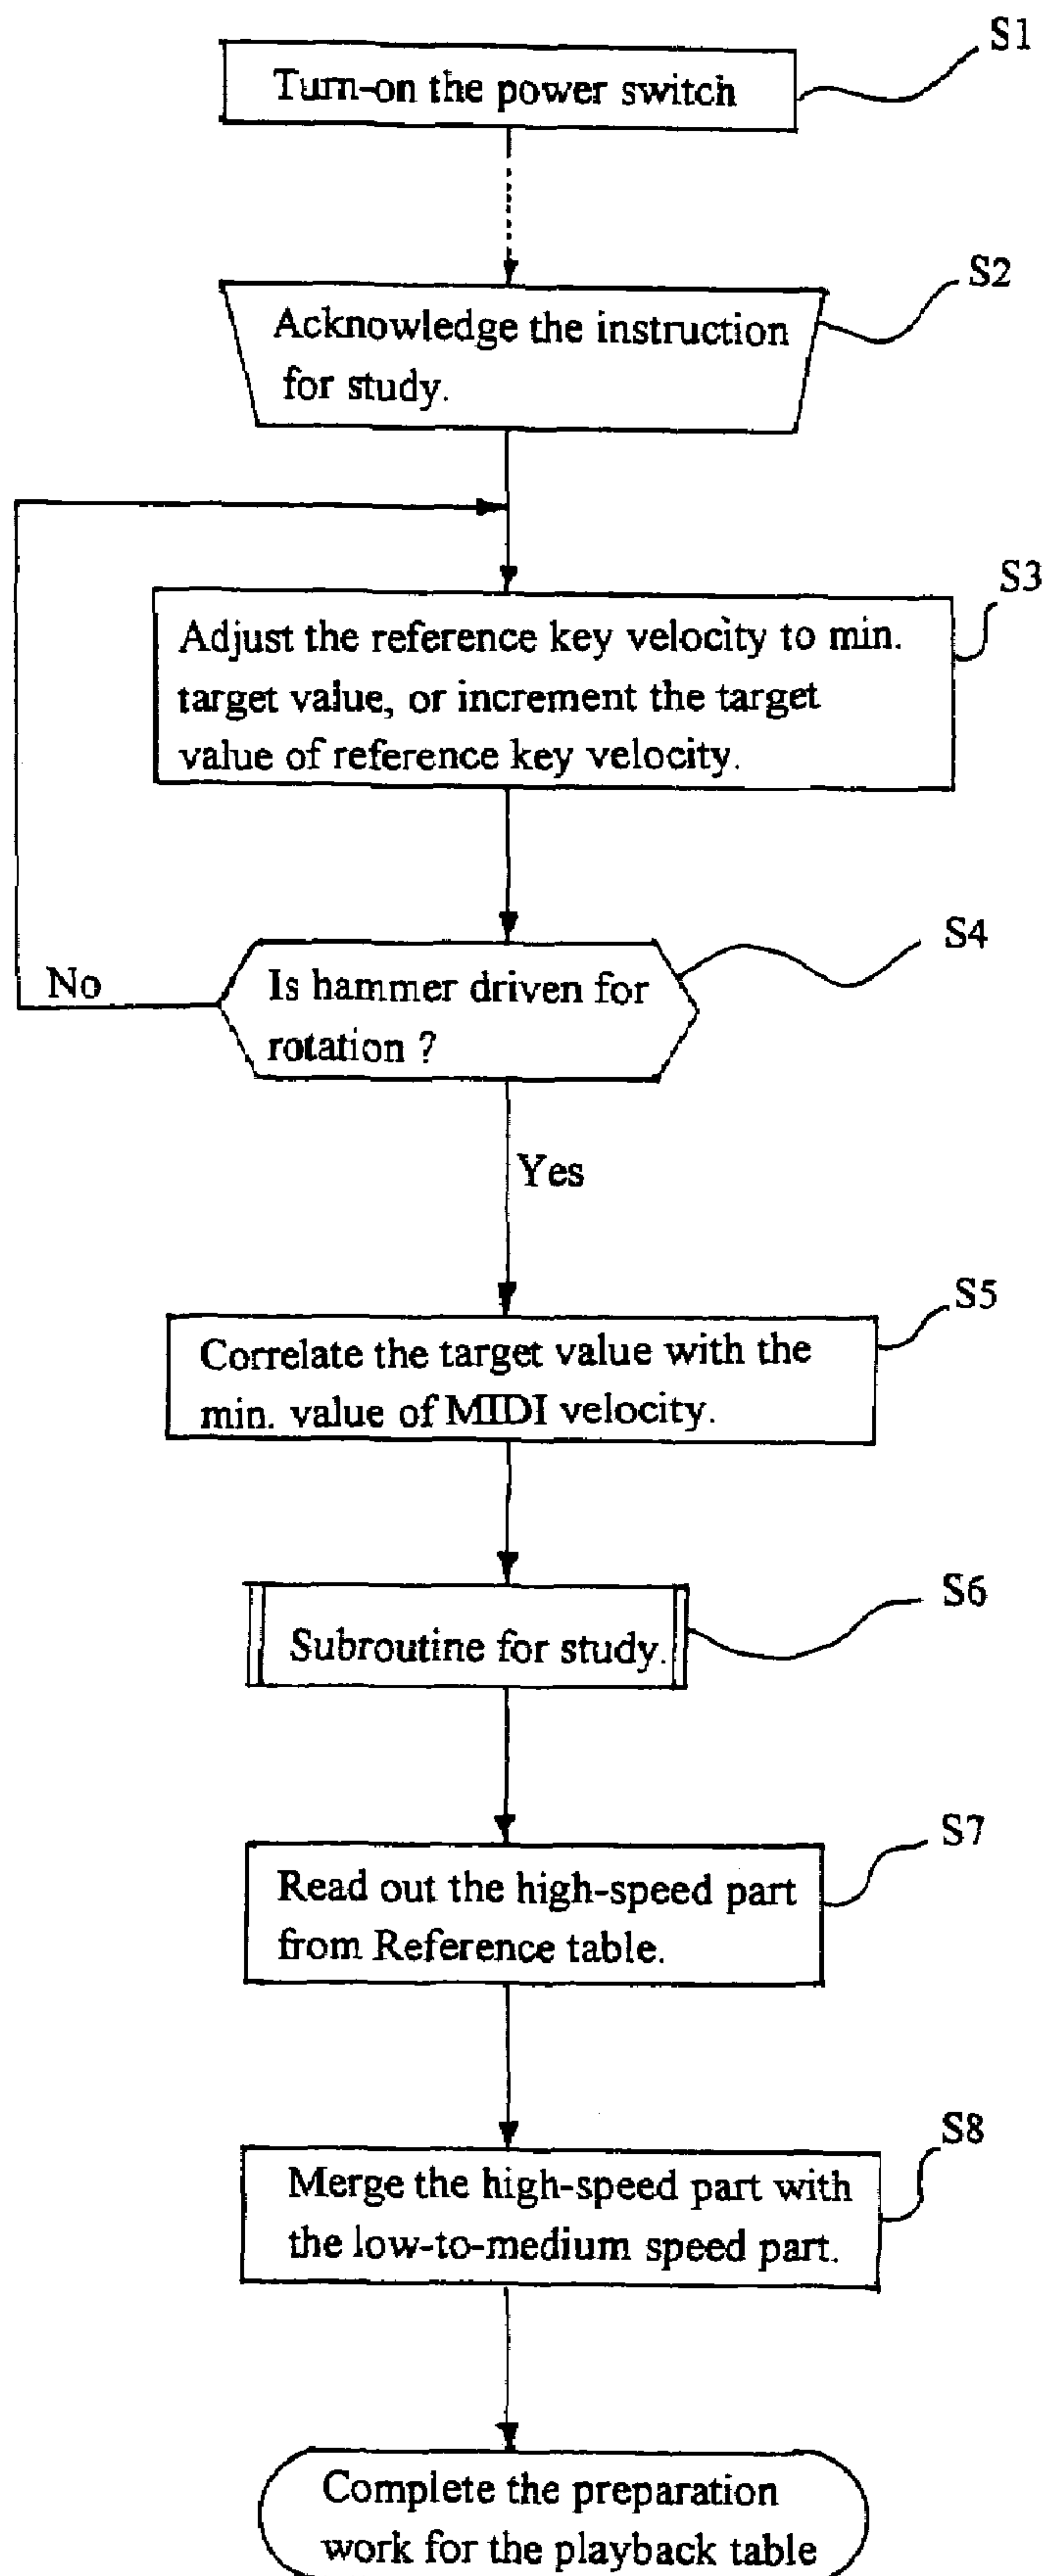 S1
Turn-on the power switch
S2
Acknowledge the instruction
for study.
S3
Adjust the reference key velocity to min.
target value, or increment the target
value of reference key velocity.
S4
No
Is hammer driven for
rotation ?
Yes
S5
Correlate the target value with the
min. value of MIDI velocity.
S6
Subroutine for study.
S7
Read out the high-speed part
from Reference table.
S8
Merge the high-speed part with
the low-to-medium speed part.
Complete the preparation
work for the playback table